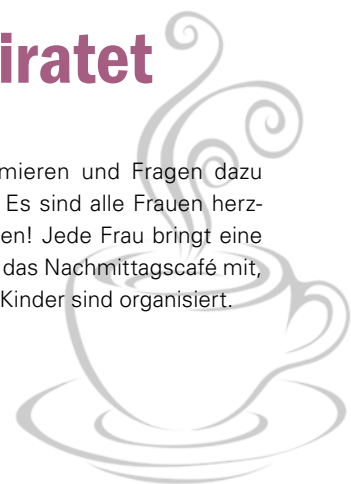 iratet
mieren und Fragen dazu
Es sind alle Frauen herz-
en! Jede Frau bringt eine
das Nachmittagscafé mit,
Kinder sind organisiert.